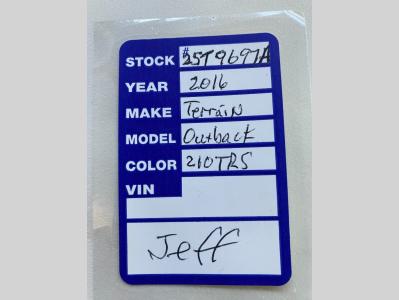 STOCK # 25T9697A
YEAR 2016
MAKE Terrain
MODEL Outback
COLOR 210TRS
VIN
Jeff